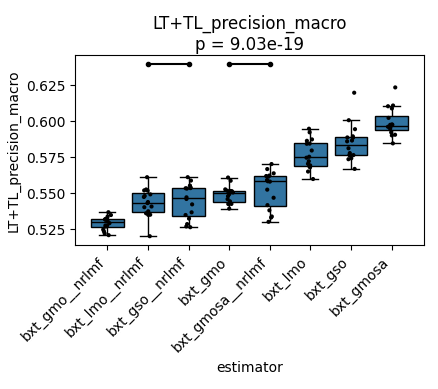 LT+TL_precision_macro
p = 9.03e-19
LT+TL_precision_macro
0.625
0.600
0.575
0.550
0.525
bxt_gmo__nrlmf
bxt_lmo__nrlmf
bxt_gso__nrlmf
bxt_gmo
bxt_gmosa__nrlmf
bxt_lmo
bxt_gso
bxt_gmosa
estimator